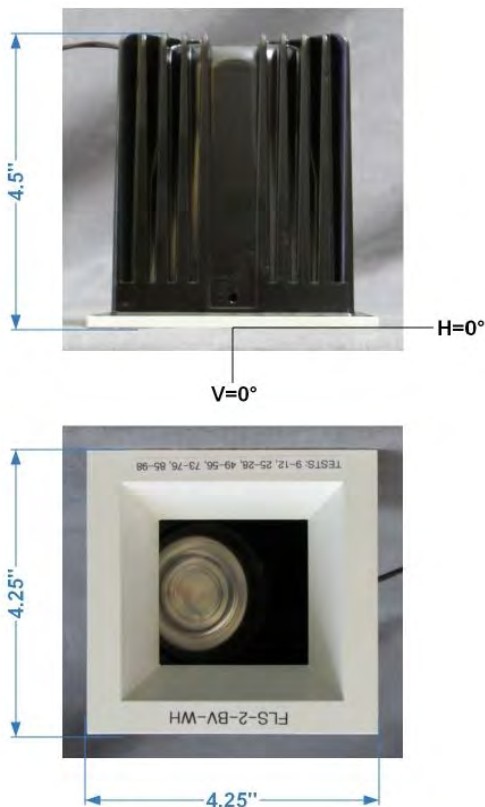 4.5"
H=0°
V=0°
TESTS: 9-12, 25-28, 49-56, 73-76, 85-98
4.25"
FLS-2-BV-WH
4.25"